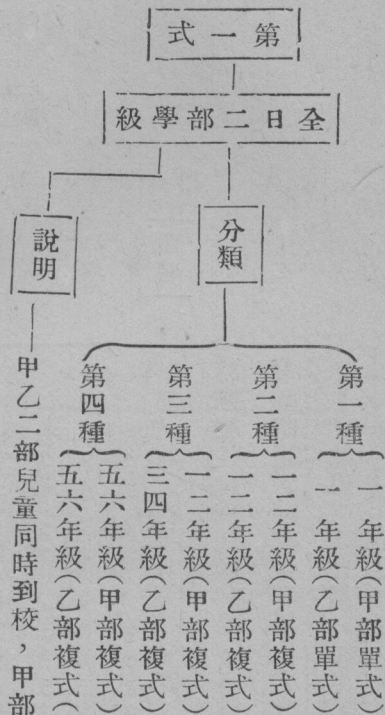 第一式
全日二部學級
分類
第一種
一年級(甲部單式)
一年級(乙部單式)
第二種
一二年級(甲部複式)
一二年級(乙部複式)
第三種
一二年級(甲部複式)
三四年級(乙部複式)
第四種
五六年級(甲部複式)
五六年級(乙部複式(
說明
甲乙二部兒童同時到校，甲部